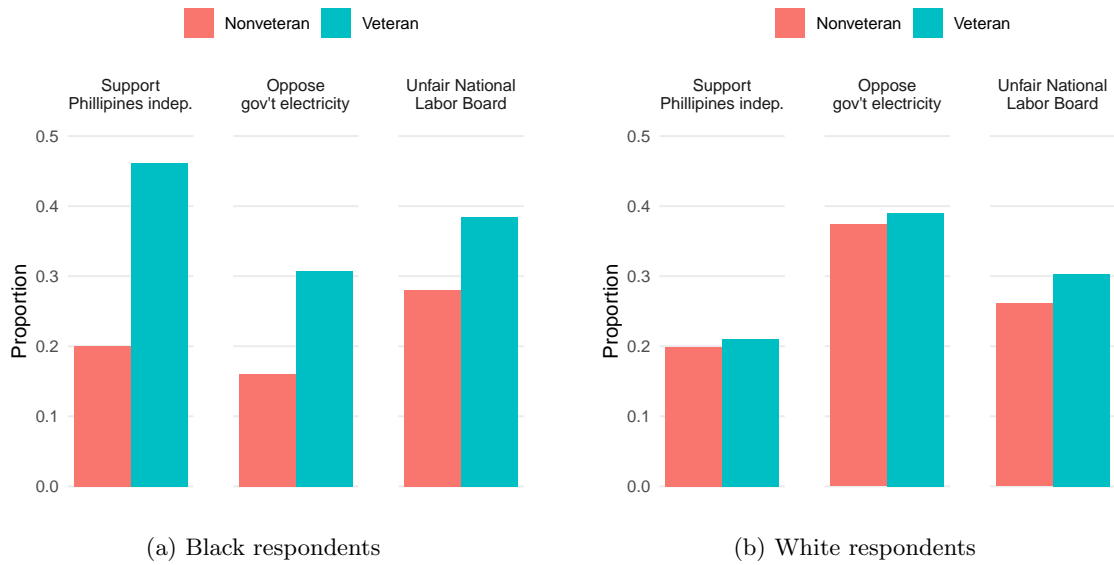 Nonveteran Veteran
Support
Phillipines indep.
Oppose
gov't electricity
Unfair National
Labor Board
0.5
0.4
0.3
0.2
0.1
0.0
Proportion
(a) Black respondents
Nonveteran Veteran
Support
Phillipines indep.
Oppose
gov't electricity
Unfair National
Labor Board
0.5
0.4
0.3
0.2
0.1
0.0
Proportion
(b) White respondents